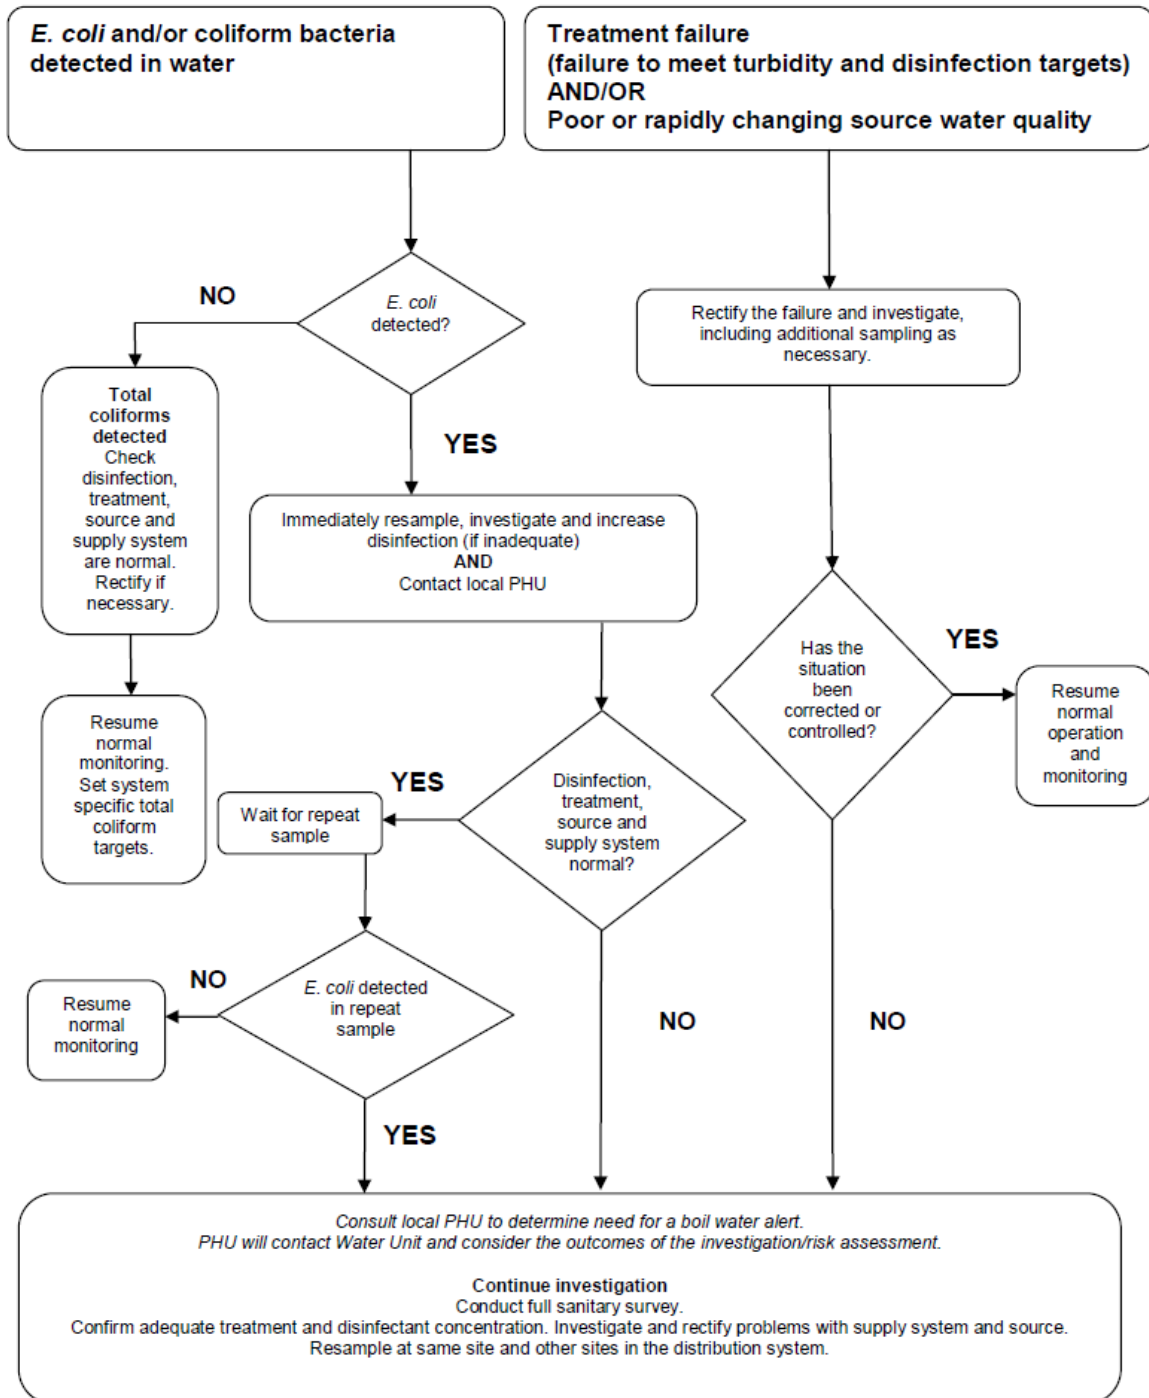 E. coli and/or coliform bacteria
detected in water
Treatment failure
(failure to meet turbidity and disinfection targets)
AND/OR
Poor or rapidly changing source water quality
NO
E. coli
detected?
Rectify the failure and investigate,
including additional sampling as
necessary.
Total
coliforms
detected
Check
disinfection,
treatment,
source and
supply system
are normal.
Rectify if
necessary.
YES
Immediately resample, investigate and increase
disinfection (if inadequate)
AND
Contact local PHU
Has the
situation
been
corrected or
controlled?
YES
Resume
normal
operation
and
monitoring
Resume
normal
monitoring.
Set system
specific total
coliform
targets.
YES
Wait for repeat
sample
Disinfection,
treatment,
source and
supply system
normal?
NO
Resume
normal
monitoring
E. coli detected
in repeat
sample
NO
NO
YES
Consult local PHU to determine need for a boil water alert.
PHU will contact Water Unit and consider the outcomes of the investigation/risk assessment.
Continue investigation
Conduct full sanitary survey.
Confirm adequate treatment and disinfectant concentration. Investigate and rectify problems with supply system and source.
Resample at same site and other sites in the distribution system.